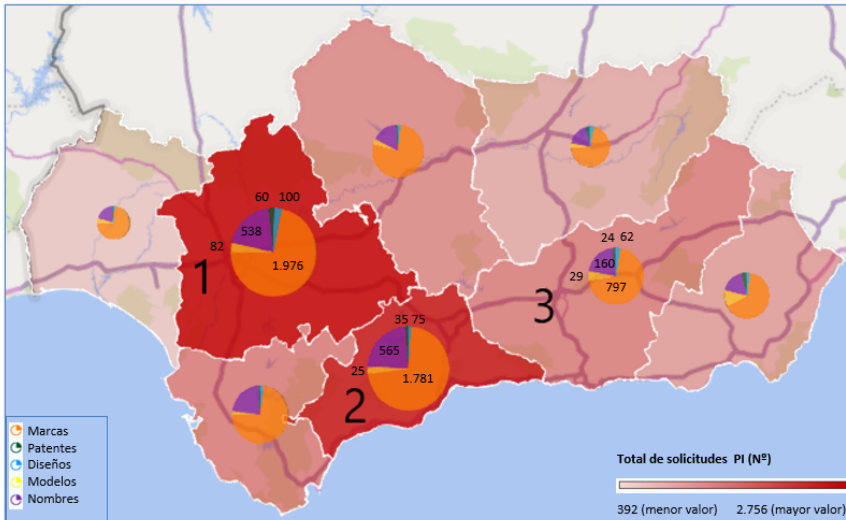 60 100
538
82
1.976
1
24 62
160
29
797
3
35 75
565
25
1.781
2
Marcas
Patentes
Diseños
Modelos
Nombres
Total de solicitudes PI (Nº)
392 (menor valor) 2.756 (mayor valor)